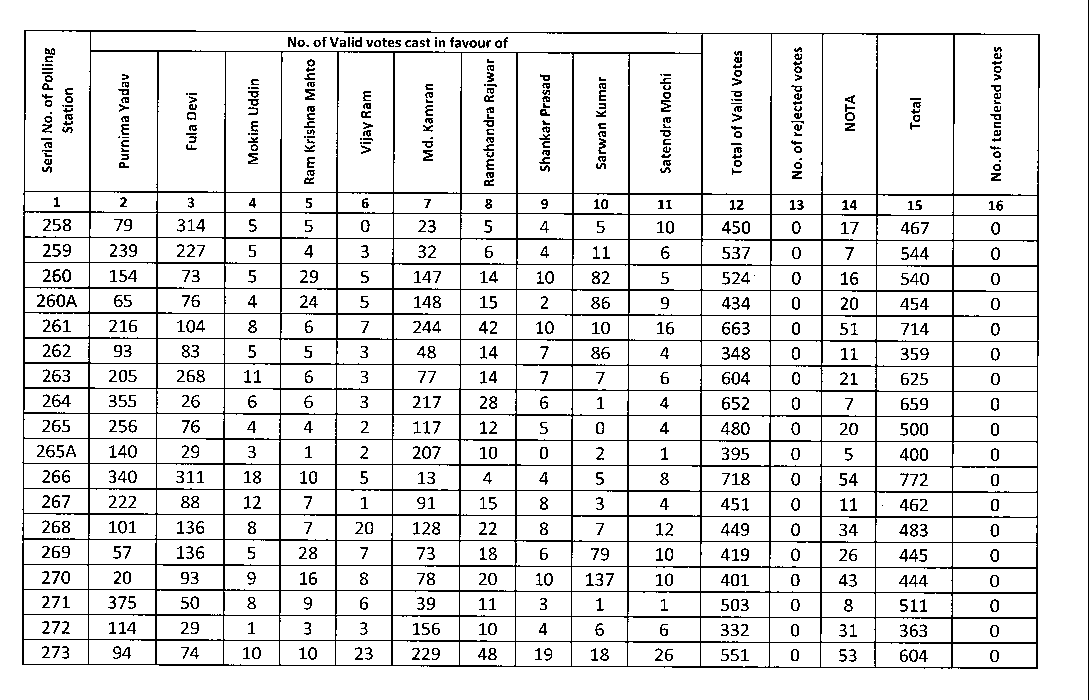 No. of Valid votes cast in favour of
Serial No. of Polling Station | Purnima Yadav | Fula Devi | Mokim Uddin | Ram Krishna Mahto | Vijay Ram | Md. Kamran | Ramchandra Rajwar | Shankar Prasad | Sarwan Kumar | Satendra Mochi | Total of Valid Votes | No. of rejected votes | NOTA | Total | No.of tendered votes
1 2 3 4 5 6 7 8 9 10 11 12 13 14 15 16
258 79 314 5 5 0 23 5 4 5 10 450 0 17 467 0
259 239 227 5 4 3 32 6 4 11 6 537 0 7 544 0
260 154 73 5 29 5 147 14 10 82 5 524 0 16 540 0
260A 65 76 4 24 5 148 15 2 86 9 434 0 20 454 0
261 216 104 8 6 7 244 42 10 10 16 663 0 51 714 0
262 93 83 5 5 3 48 14 7 86 4 348 0 11 359 0
263 205 268 11 6 3 77 14 7 7 6 604 0 21 625 0
264 355 26 6 6 3 217 28 6 1 4 652 0 7 659 0
265 256 76 4 4 2 117 12 5 0 4 480 0 20 500 0
265A 140 29 3 1 2 207 10 0 2 1 395 0 5 400 0
266 340 311 18 10 5 13 4 4 5 8 718 0 54 772 0
267 222 88 12 7 1 91 15 8 3 4 451 0 11 462 0
268 101 136 8 7 20 128 22 8 7 12 449 0 34 483 0
269 57 136 5 28 7 73 18 6 79 10 419 0 26 445 0
270 20 93 9 16 8 78 20 10 137 10 401 0 43 444 0
271 375 50 8 9 6 39 11 3 1 1 503 0 8 511 0
272 114 29 1 3 3 156 10 4 6 6 332 0 31 363 0
273 94 74 10 10 23 229 48 19 18 26 551 0 53 604 0